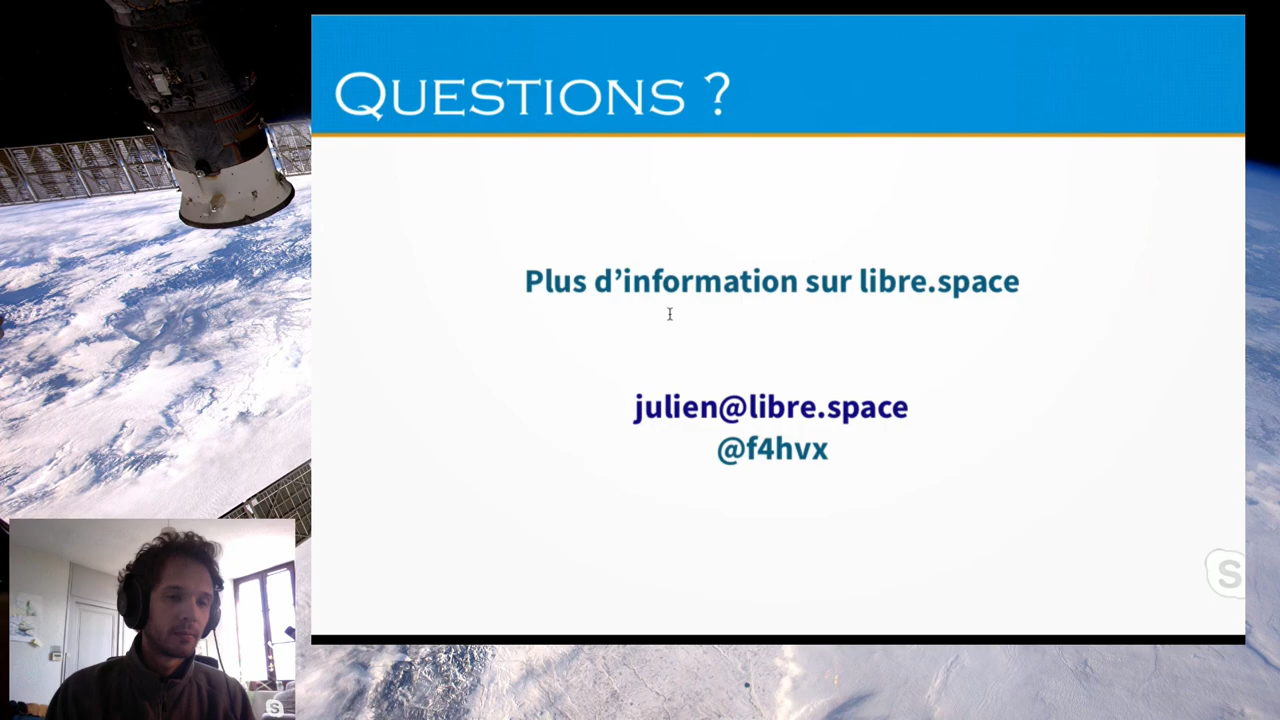 QUESTIONS ?
Plus d’information sur libre.space
julien@libre.space
@f4hvx
S
S